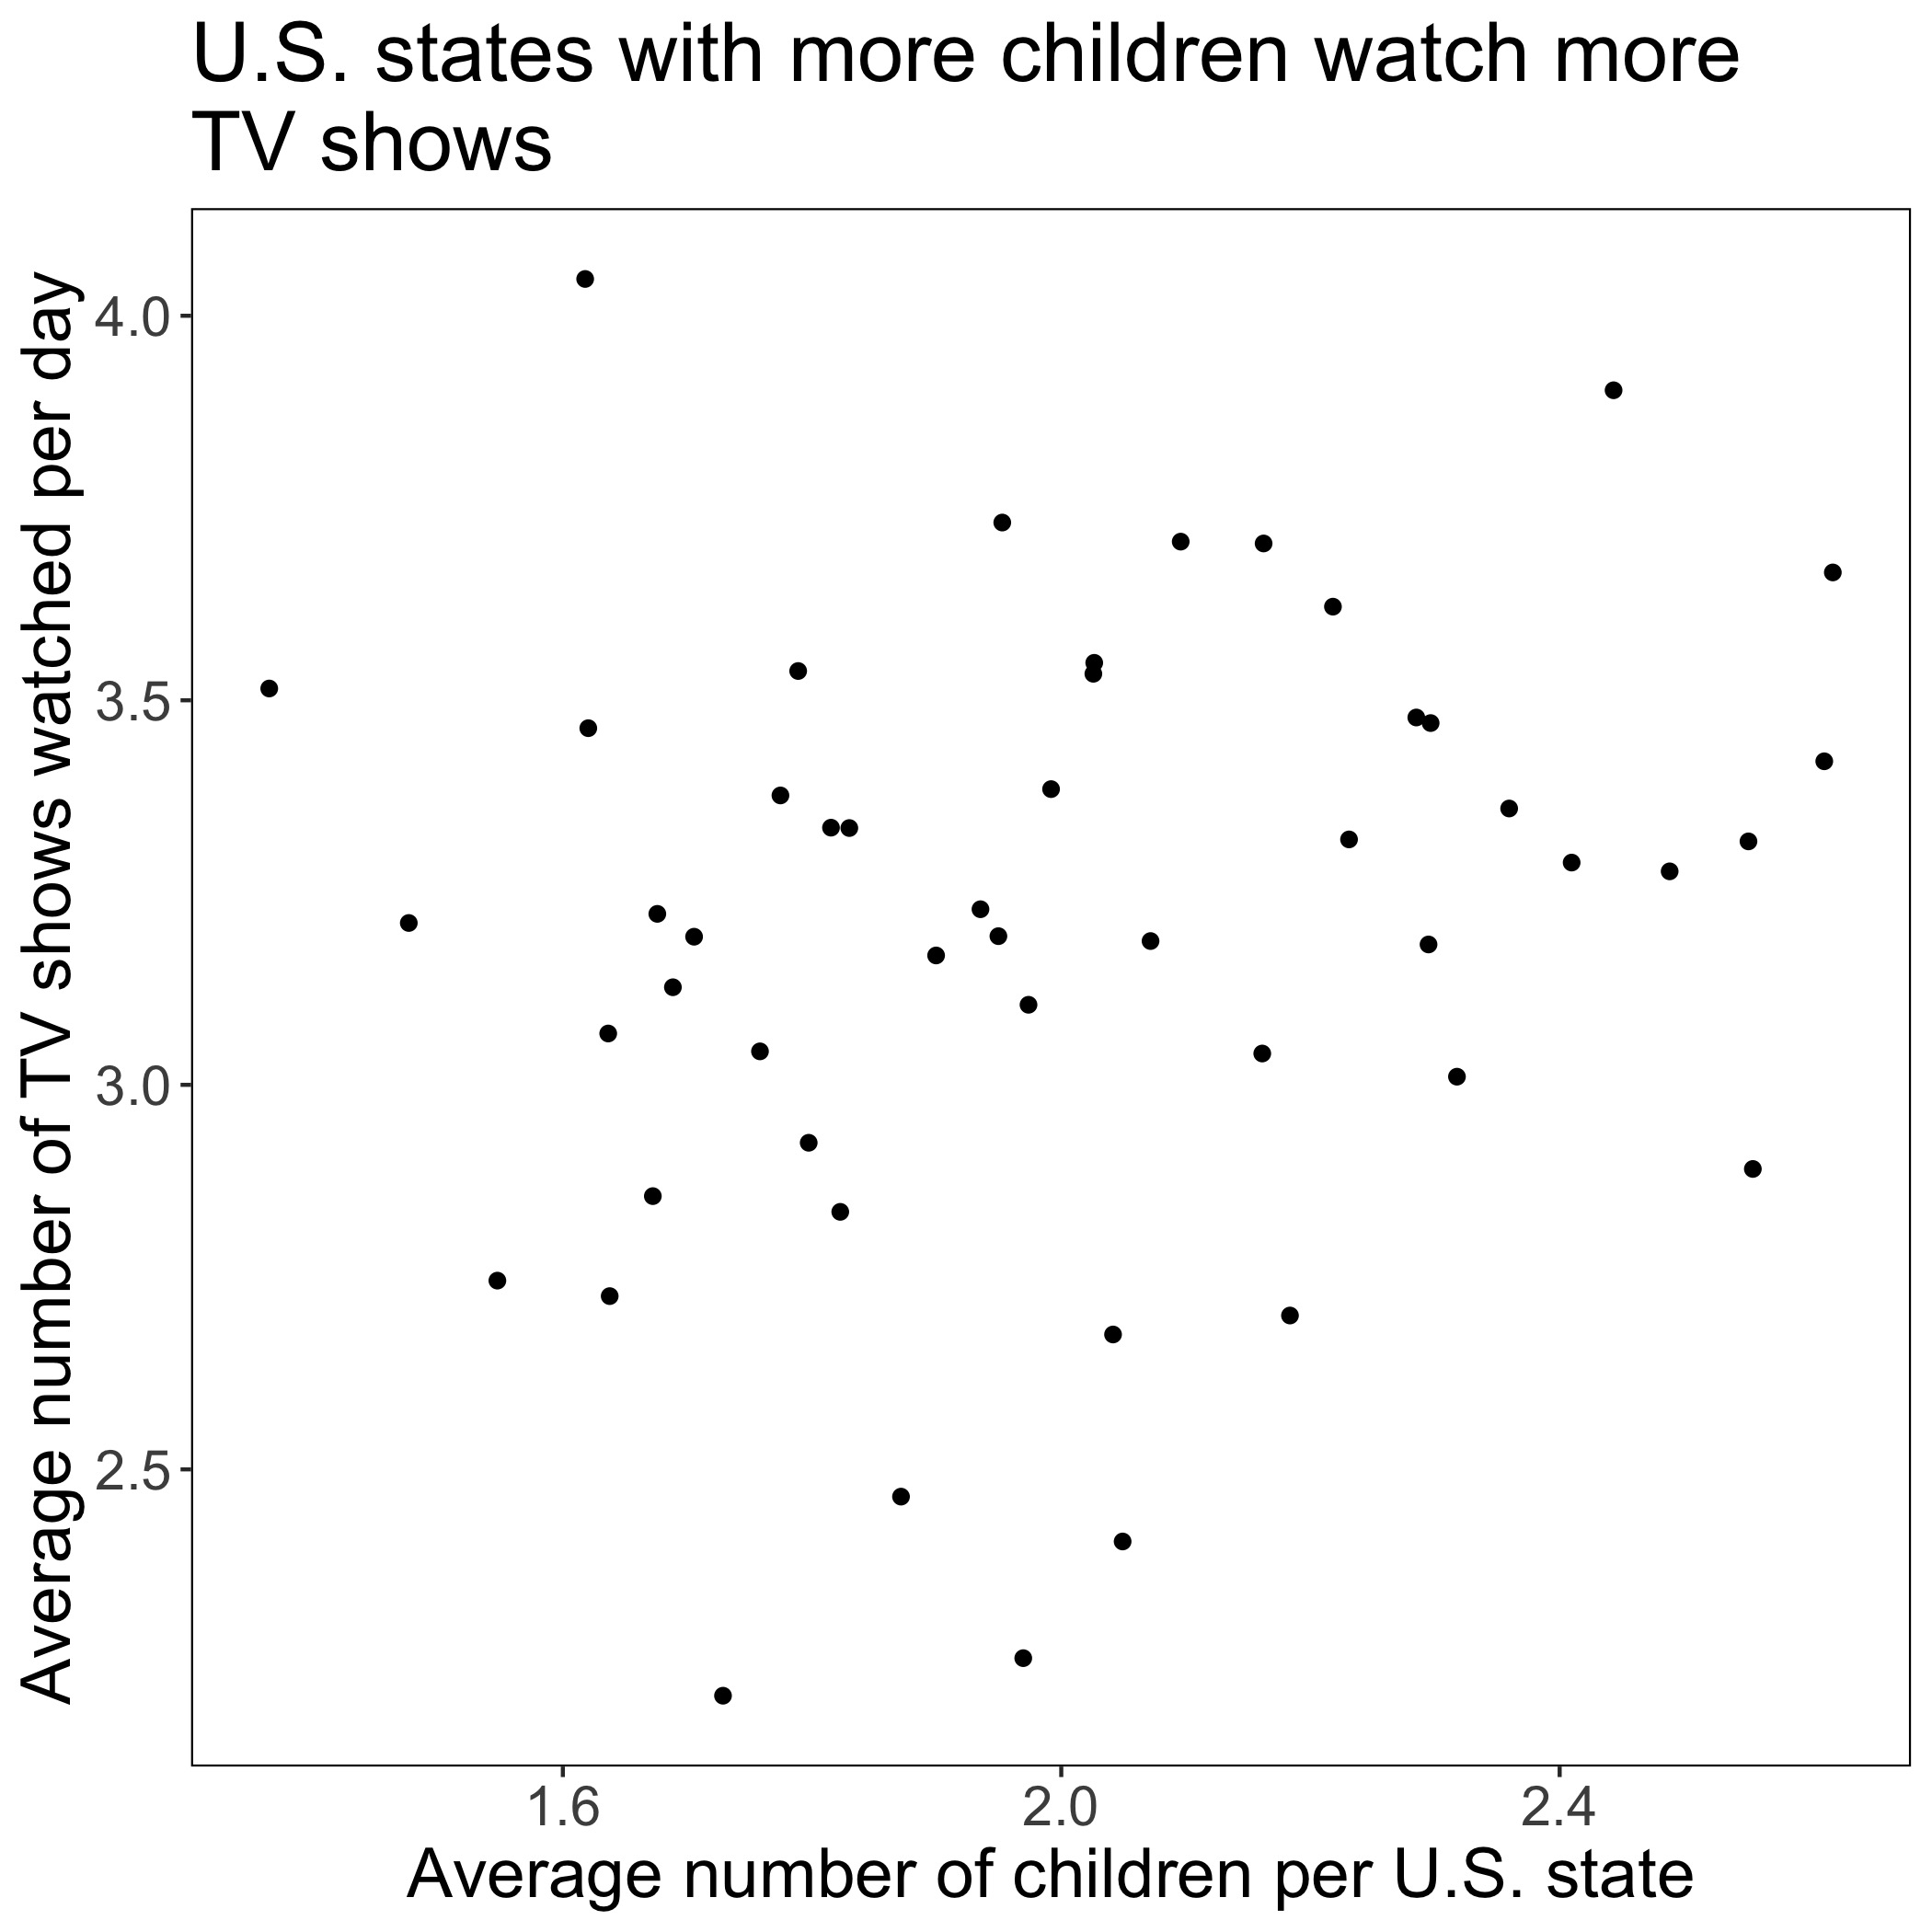 U.S. states with more children watch more
TV shows
Average number of TV shows watched per day
4.0
3.5
3.0
2.5
1.6
2.0
2.4
Average number of children per U.S. state